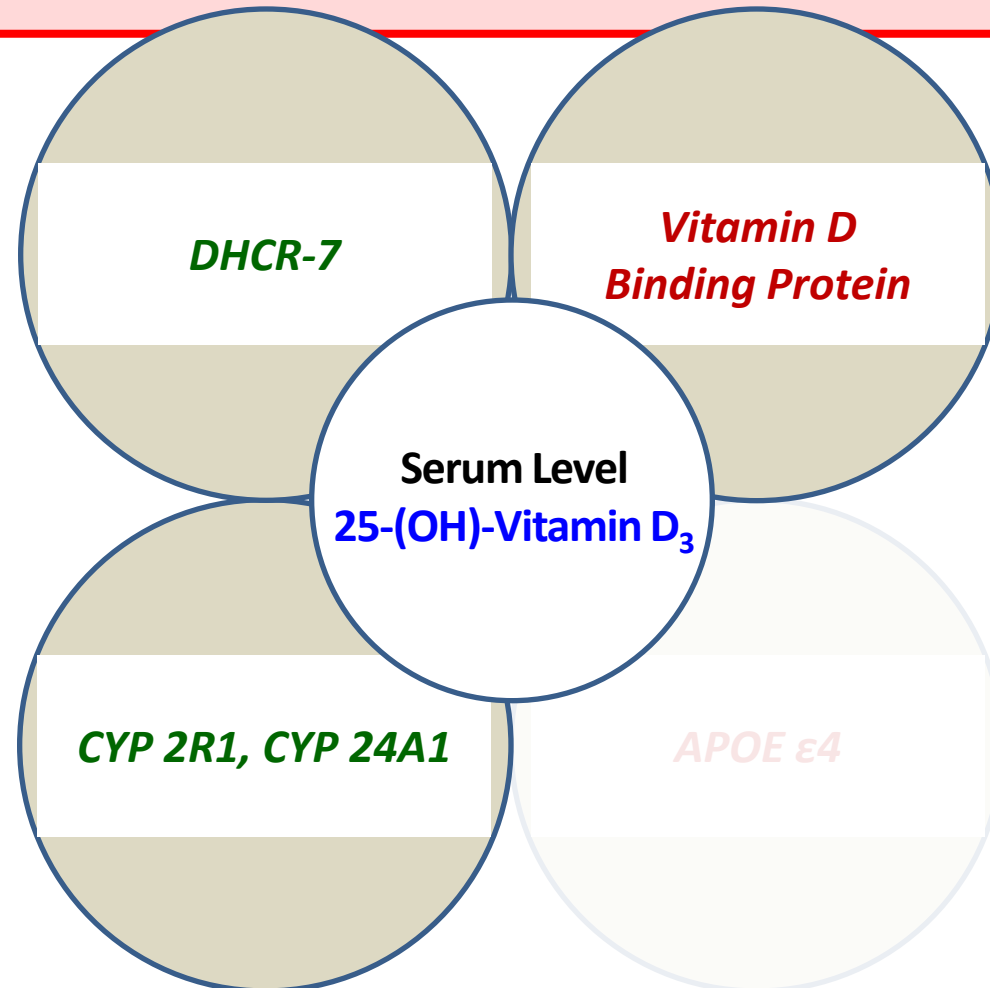 DHCR-7
Vitamin D
Binding Protein
Serum Level
25-(OH)-Vitamin D₃
CYP 2R1, CYP 24A1
APOE ε4